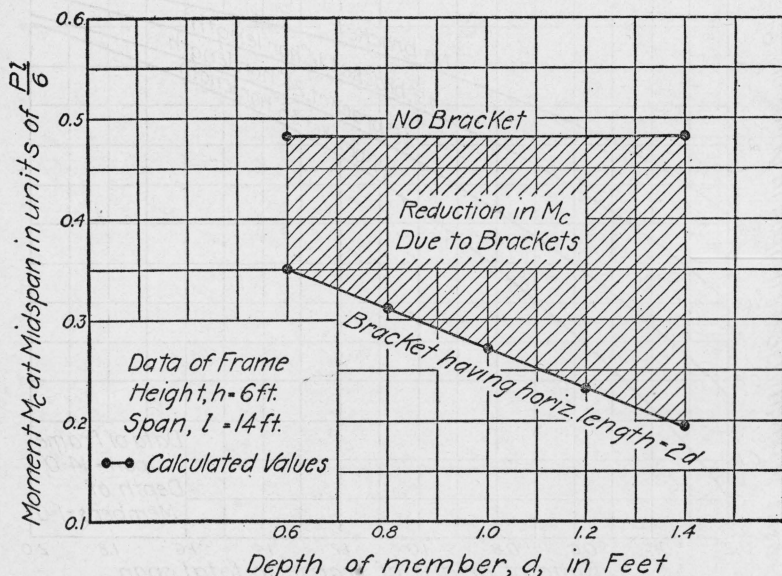 0.6
0.5
0.4
0.3
0.2
0.1
Moment Mc at Midspan in units of Pl/6
No Bracket
Reduction in Mc
Due to Brackets
Bracket having horiz. length = 2d
Data of Frame
Height, h = 6 ft.
Span, l = 14 ft.
Calculated Values
0.6 0.8 1.0 1.2 1.4
Depth of member, d, in Feet